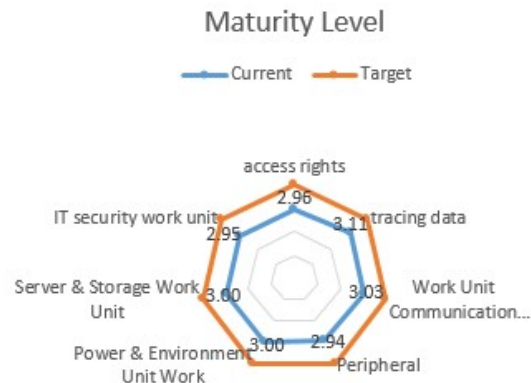 Maturity Level
Current
Target
access rights
2.96
IT security work unit
2.95
3.11
tracing data
Server & Storage Work
Unit
3.00
3.03
Work Unit
Communication...
Power & Environment
Unit Work
3.00
2.94
Peripheral